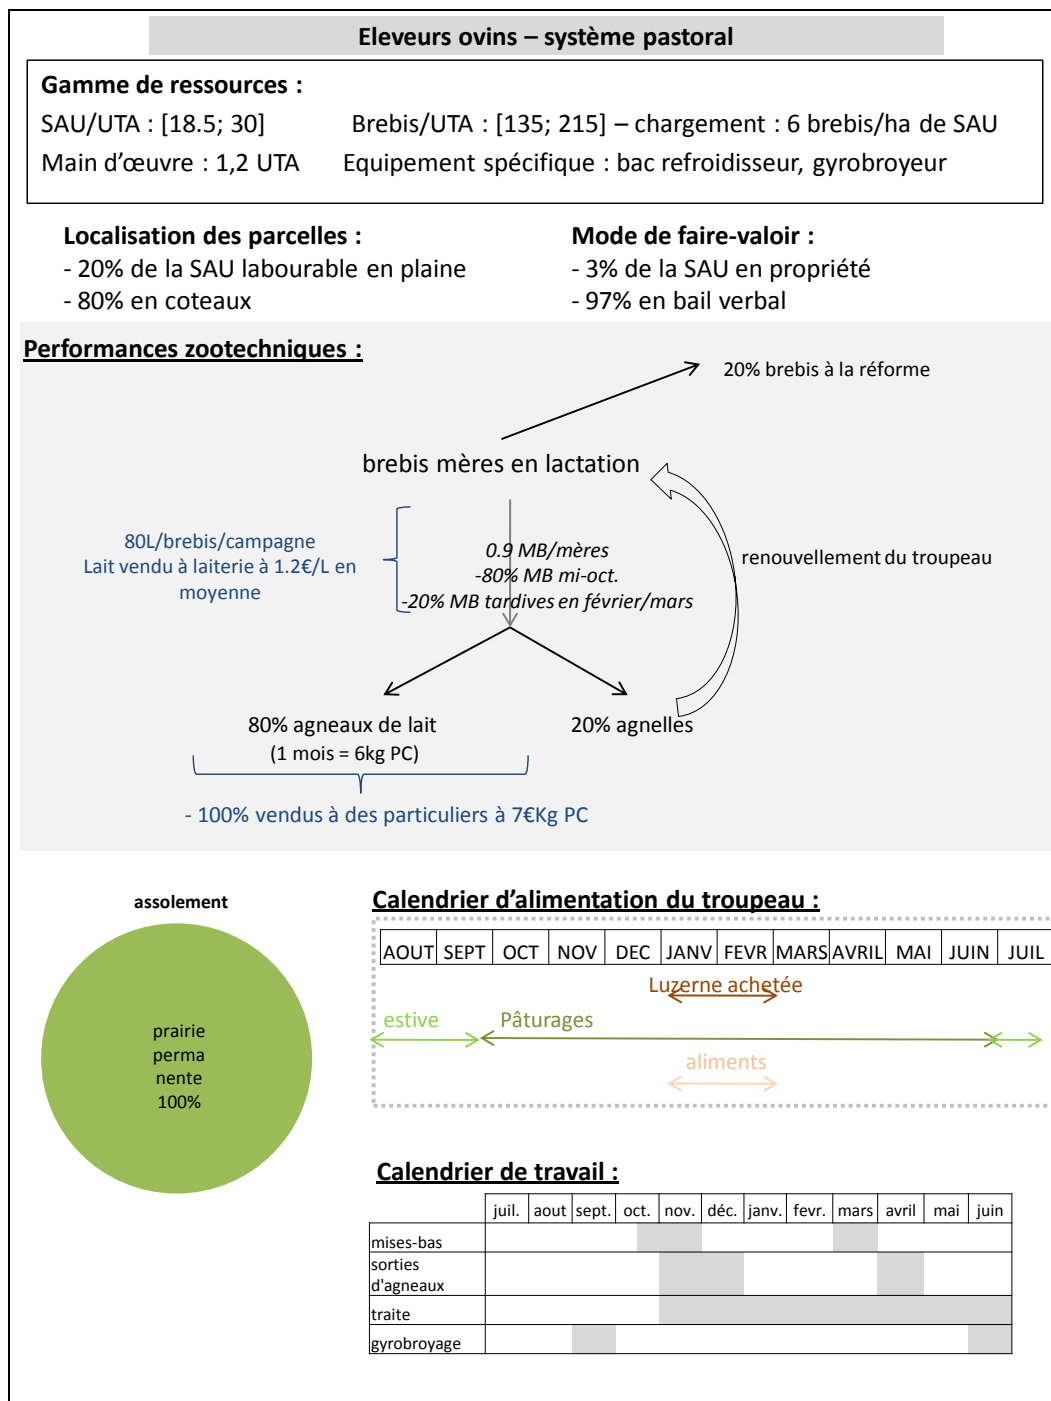 Eleveurs ovins – système pastoral
Gamme de ressources :
SAU/UTA : [18.5; 30] Brebis/UTA : [135; 215] – chargement : 6 brebis/ha de SAU
Main d'œuvre : 1,2 UTA Equipement spécifique : bac refroidisseur, gyrobroyeur
Localisation des parcelles :
- 20% de la SAU labourable en plaine
- 80% en coteaux
Mode de faire-valoir :
- 3% de la SAU en propriété
- 97% en bail verbal
Performances zootechniques :
20% brebis à la réforme
brebis mères en lactation
80L/brebis/campagne
Lait vendu à laiterie à 1.2€/L en
moyenne
0.9 MB/mères
-80% MB mi-oct.
-20% MB tardives en février/mars
renouvellement du troupeau
80% agneaux de lait
(1 mois = 6kg PC)
20% agnelles
- 100% vendus à des particuliers à 7€Kg PC
assolement
prairie
perma
nente
100%
Calendrier d'alimentation du troupeau :
AOUT SEPT OCT NOV DEC JANV FEVR MARS AVRIL MAI JUIN JUIL
Luzerne achetée
estive Pâturages
aliments
Calendrier de travail :
juil. aout sept. oct. nov. déc. janv. fevr. mars avril mai juin
mises-bas
sorties
d'agneaux
traite
gyrobroyage